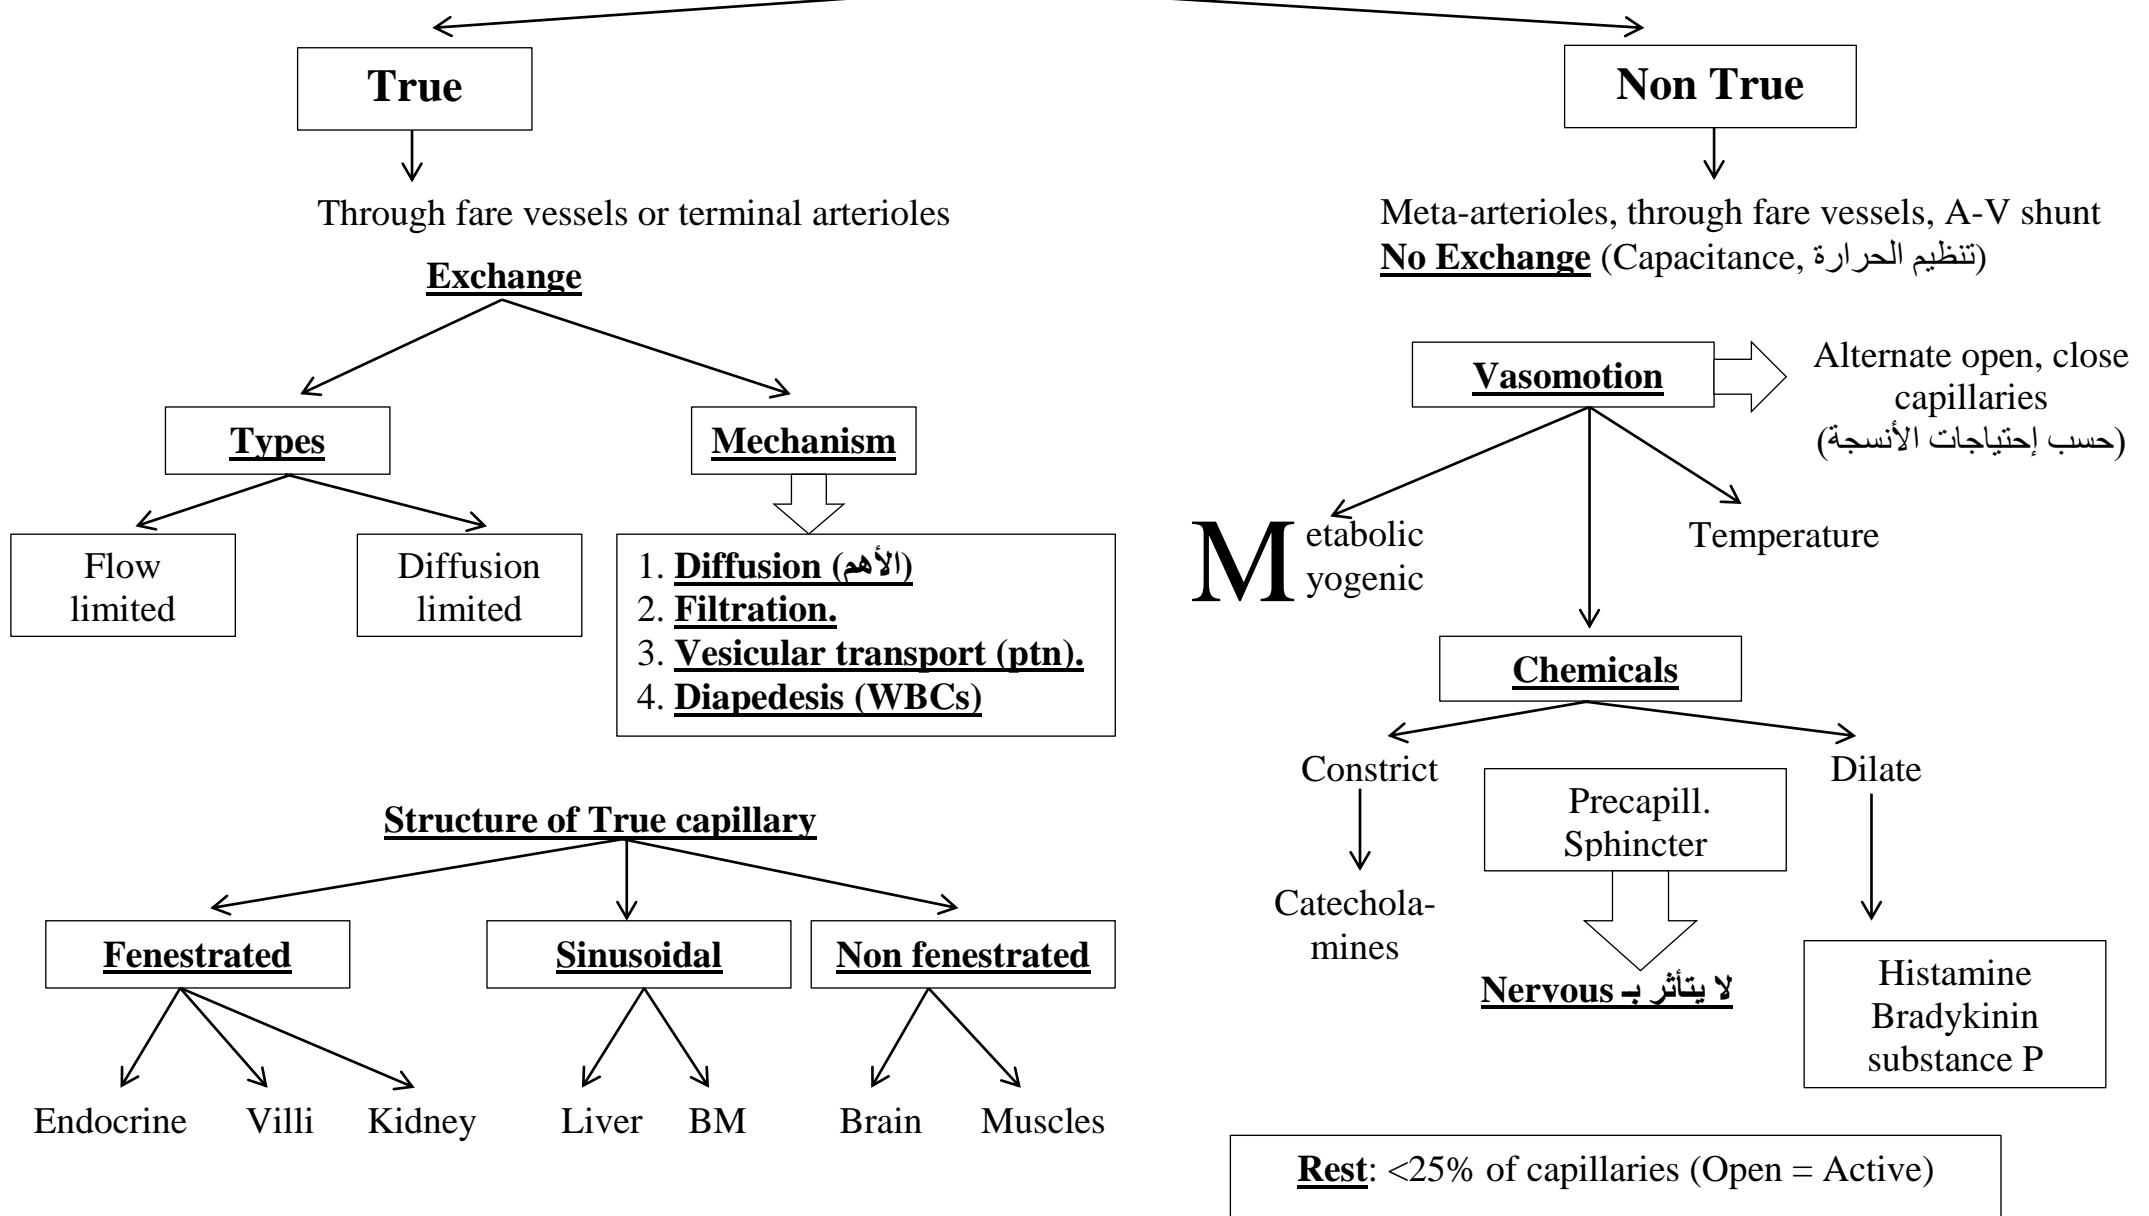 True
Through fare vessels or terminal arterioles
Exchange
Types
Mechanism
Flow
limited
Diffusion
limited
1. Diffusion (الأهم)
2. Filtration.
3. Vesicular transport (ptn).
4. Diapedesis (WBCs)
Structure of True capillary
Fenestrated
Sinusoidal
Non fenestrated
Endocrine
Villi
Kidney
Liver
BM
Brain
Muscles
Non True
Meta-arterioles, through fare vessels, A-V shunt
No Exchange (Capacitance, تنظيم الحرارة)
Vasomotion
Alternate open, close
capillaries
(حسب إحتياجات الأنسجة)
M etabolic
yogenic
Temperature
Chemicals
Constrict
Precapill.
Sphincter
Dilate
Catechola-
mines
لا يتأثر بـ Nervous
Histamine
Bradykinin
substance P
Rest: <25% of capillaries (Open = Active)